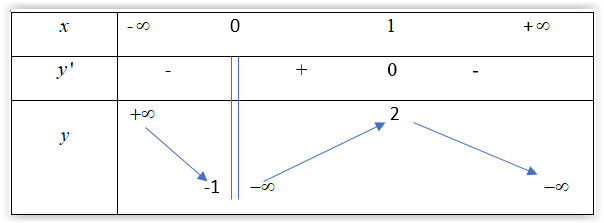 x -∞ 0 1 +∞
y' - + 0 -
+∞ 2
y
-1 −∞ −∞